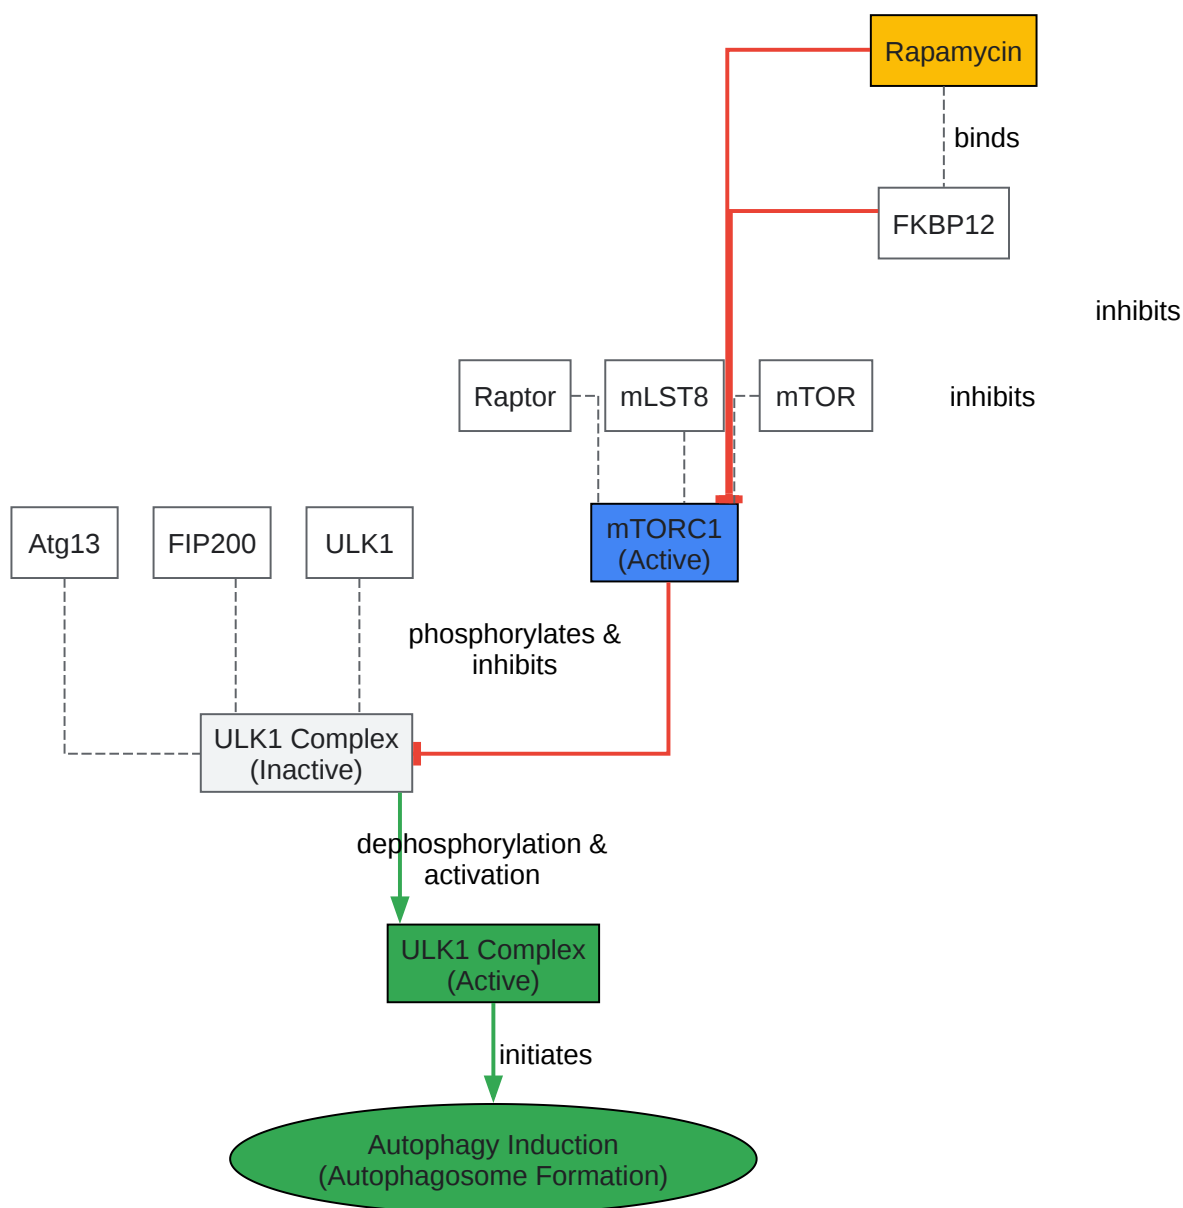 Rapamycin
binds
FKBP12
inhibits
Raptor
mLST8
mTOR
inhibits
Atg13
FIP200
ULK1
mTORC1
(Active)
phosphorylates &
inhibits
ULK1 Complex
(Inactive)
dephosphorylation &
activation
ULK1 Complex
(Active)
initiates
Autophagy Induction
(Autophagosome Formation)